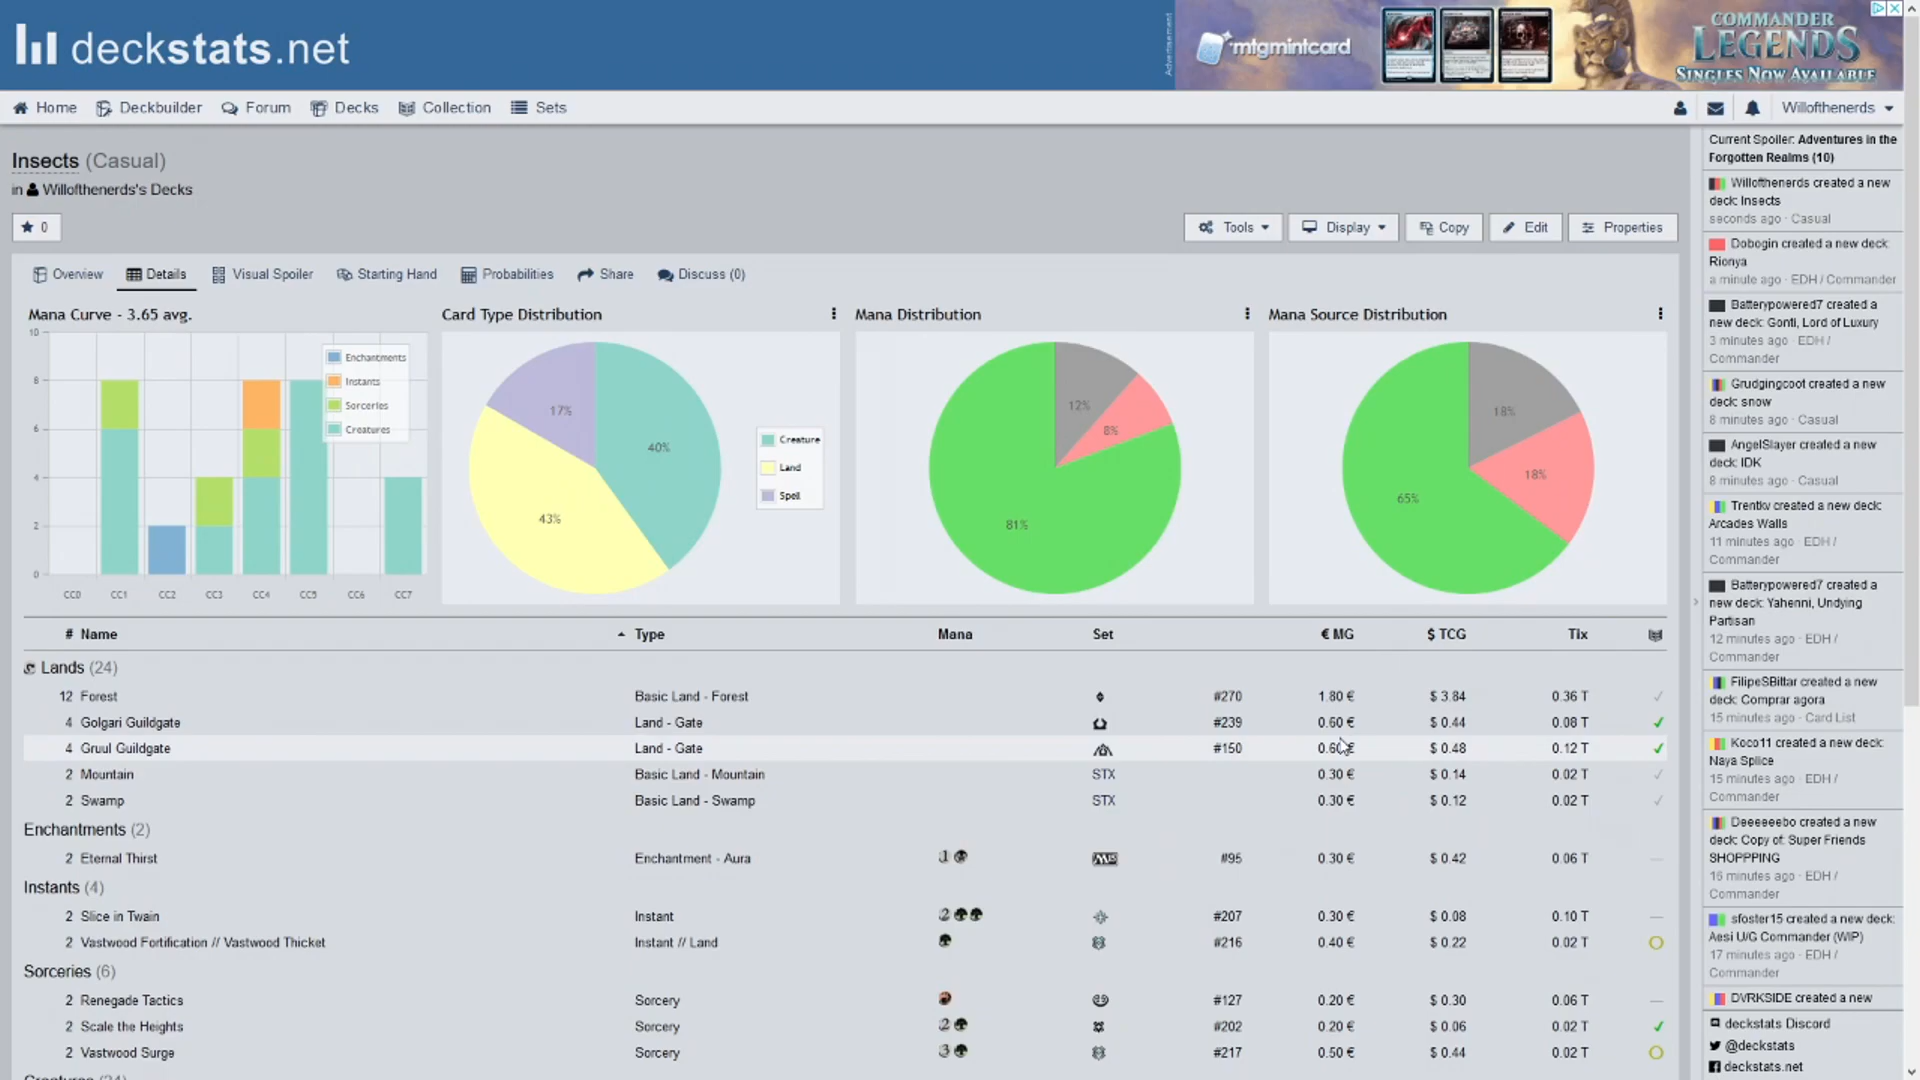 deckstats.net
Advertisement
mtgmintcard
COMMANDER
LEGENDS
SINGLES NOW AVAILABLE
Home Deckbuilder Forum Decks Collection Sets Willofthenerds
Insects (Casual)
in Willofthenerds's Decks
0
Tools Display Copy Edit Properties
Overview Details Visual Spoiler Starting Hand Probabilities Share Discuss (0)
Mana Curve - 3.65 avg.
10
8
6
4
2
0
CC0 CC1 CC2 CC3 CC4 CC5 CC6 CC7
Enchantments
Instants
Sorceries
Creatures
Card Type Distribution
17%
40%
43%
Creature
Land
Spell
Mana Distribution
12%
8%
81%
Mana Source Distribution
18%
18%
65%
# Name Type Mana Set € MG $ TCG Tix
Lands (24)
12 Forest Basic Land - Forest #270 1.80 € $ 3.84 0.36 T
4 Golgari Guildgate Land - Gate #239 0.60 € $ 0.44 0.08 T
4 Gruul Guildgate Land - Gate #150 0.60 € $ 0.48 0.12 T
2 Mountain Basic Land - Mountain STX 0.30 € $ 0.14 0.02 T
2 Swamp Basic Land - Swamp STX 0.30 € $ 0.12 0.02 T
Enchantments (2)
2 Eternal Thirst Enchantment - Aura 1 #95 0.30 € $ 0.42 0.06 T
Instants (4)
2 Slice in Twain Instant 2 #207 0.30 € $ 0.08 0.10 T
2 Vastwood Fortification // Vastwood Thicket Instant // Land #216 0.40 € $ 0.22 0.02 T
Sorceries (6)
2 Renegade Tactics Sorcery #127 0.20 € $ 0.30 0.06 T
2 Scale the Heights Sorcery 2 #202 0.20 € $ 0.06 0.02 T
2 Vastwood Surge Sorcery 3 #217 0.50 € $ 0.44 0.02 T
Creatures (24)
Current Spoiler: Adventures in the
Forgotten Realms (10)
Willofthenerds created a new
deck: Insects
seconds ago · Casual
Dobogin created a new deck:
Rionya
a minute ago · EDH / Commander
Batterypowered7 created a
new deck: Gonti, Lord of Luxury
3 minutes ago · EDH /
Commander
Grudgingcoot created a new
deck: snow
8 minutes ago · Casual
AngelSlayer created a new
deck: IDK
8 minutes ago · Casual
Trentkv created a new deck:
Arcades Walls
11 minutes ago · EDH /
Commander
Batterypowered7 created a
new deck: Yahenni, Undying
Partisan
12 minutes ago · EDH /
Commander
FilipeSBittar created a new
deck: Comprar agora
15 minutes ago · Card List
Koco11 created a new deck:
Naya Splice
15 minutes ago · EDH /
Commander
Deeeeeebo created a new
deck: Copy of: Super Friends
SHOPPPING
16 minutes ago · EDH /
Commander
sfoster15 created a new deck:
Aesi U/G Commander (WIP)
17 minutes ago · EDH /
Commander
DVRKSIDE created a new
deckstats Discord
@deckstats
deckstats.net